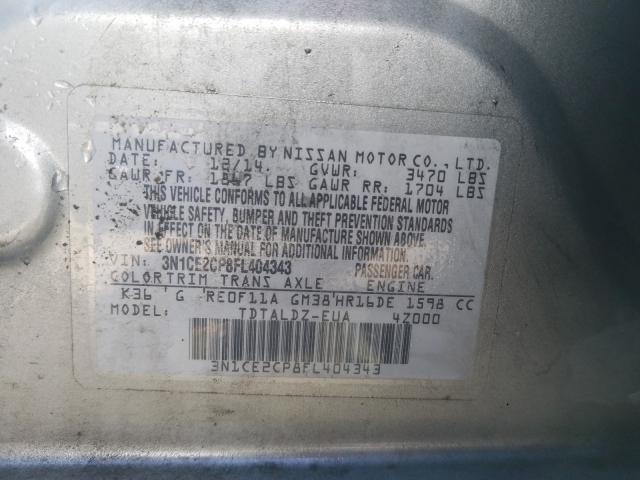 MANUFACTURED BY NISSAN MOTOR CO., LTD.
DATE: 12/14 GVWR: 3470 LBS
GAWR FR: 1867 LBS GAWR RR: 1704 LBS
THIS VEHICLE CONFORMS TO ALL APPLICABLE FEDERAL MOTOR
VEHICLE SAFETY, BUMPER AND THEFT PREVENTION STANDARDS
IN EFFECT ON THE DATE OF MANUFACTURE SHOWN ABOVE.
SEE OWNER'S MANUAL FOR ADDITIONAL INFORMATION.
VIN: 3N1CE2CP8FL404343 PASSENGER CAR.
COLOR TRIM TRANS AXLE ENGINE
K36 G RE0F11A GM38 HR16DE 1598 CC
MODEL: TDTALDZ-EUA 4Z000
3N1CE2CP8FL404343